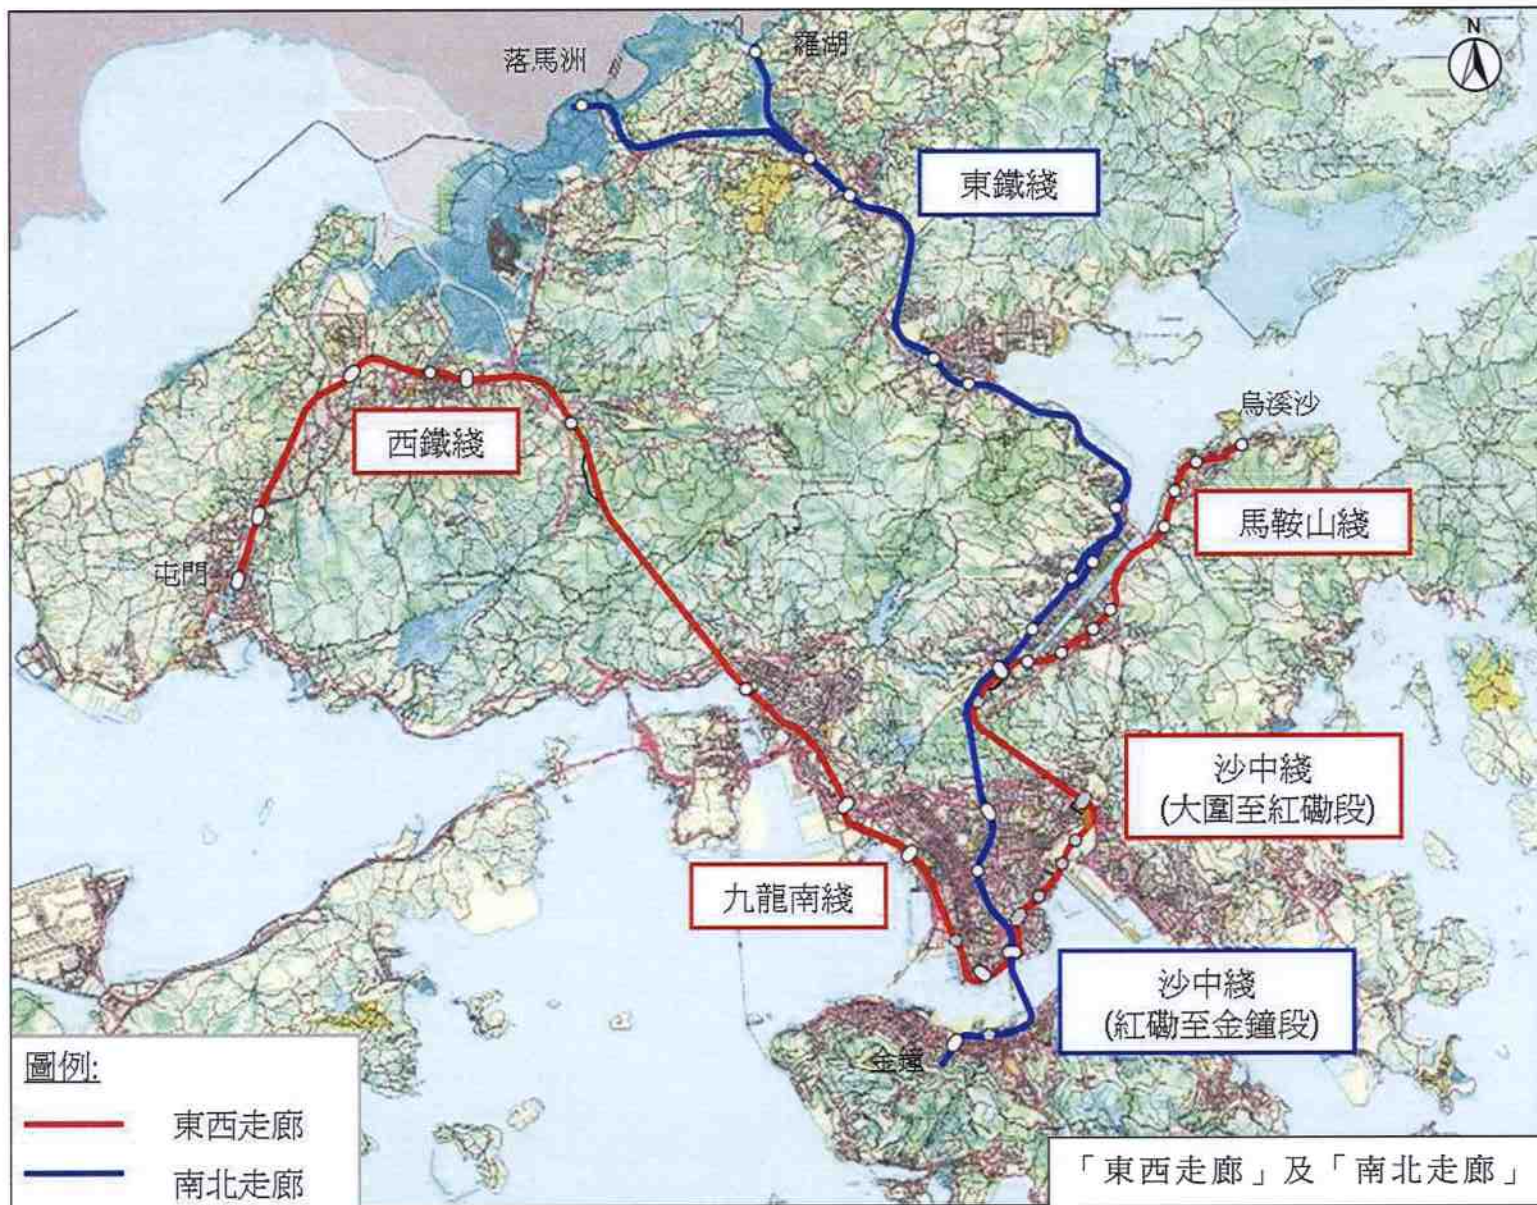 N
落馬洲
羅湖
東鐵綫
烏溪沙
西鐵綫
馬鞍山綫
屯門
沙中綫
(大圍至紅磡段)
九龍南綫
沙中綫
(紅磡至金鐘段)
金鐘
圖例:
東西走廊
南北走廊
「東西走廊」及「南北走廊」